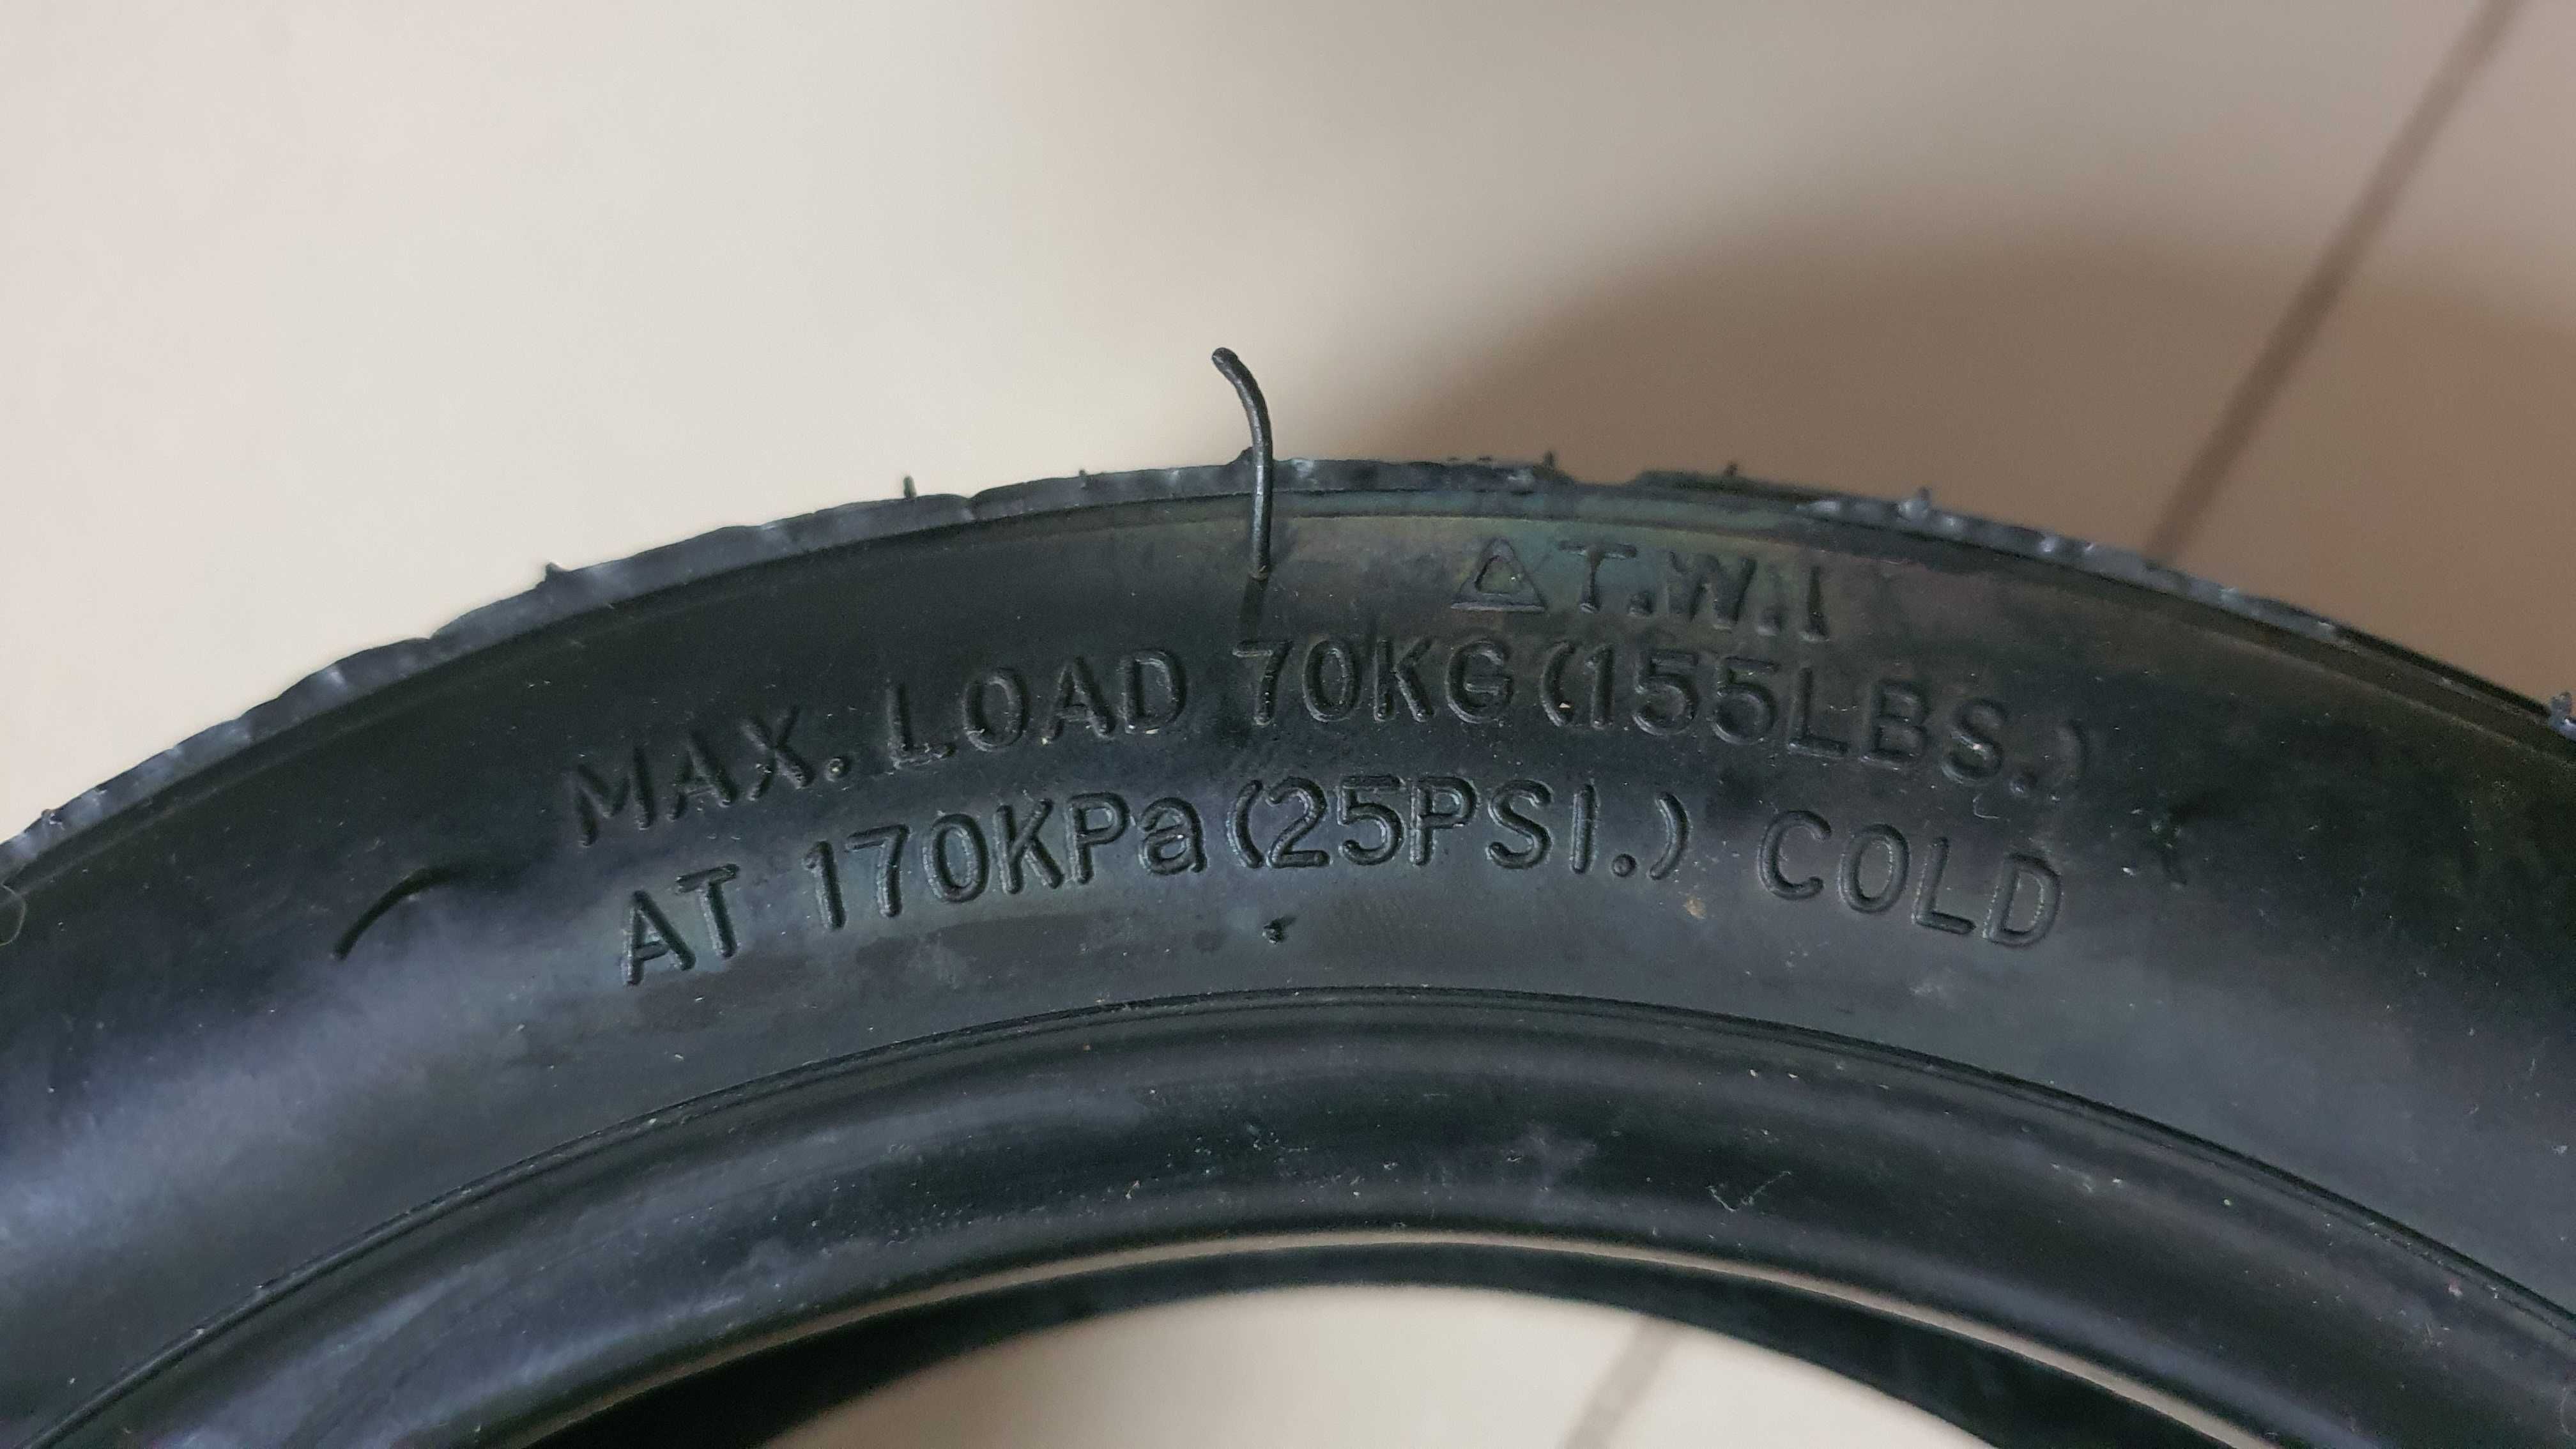 △T.W.I
MAX. LOAD 70KG(155LBS.)
AT 170KPa(25PSI.) COLD